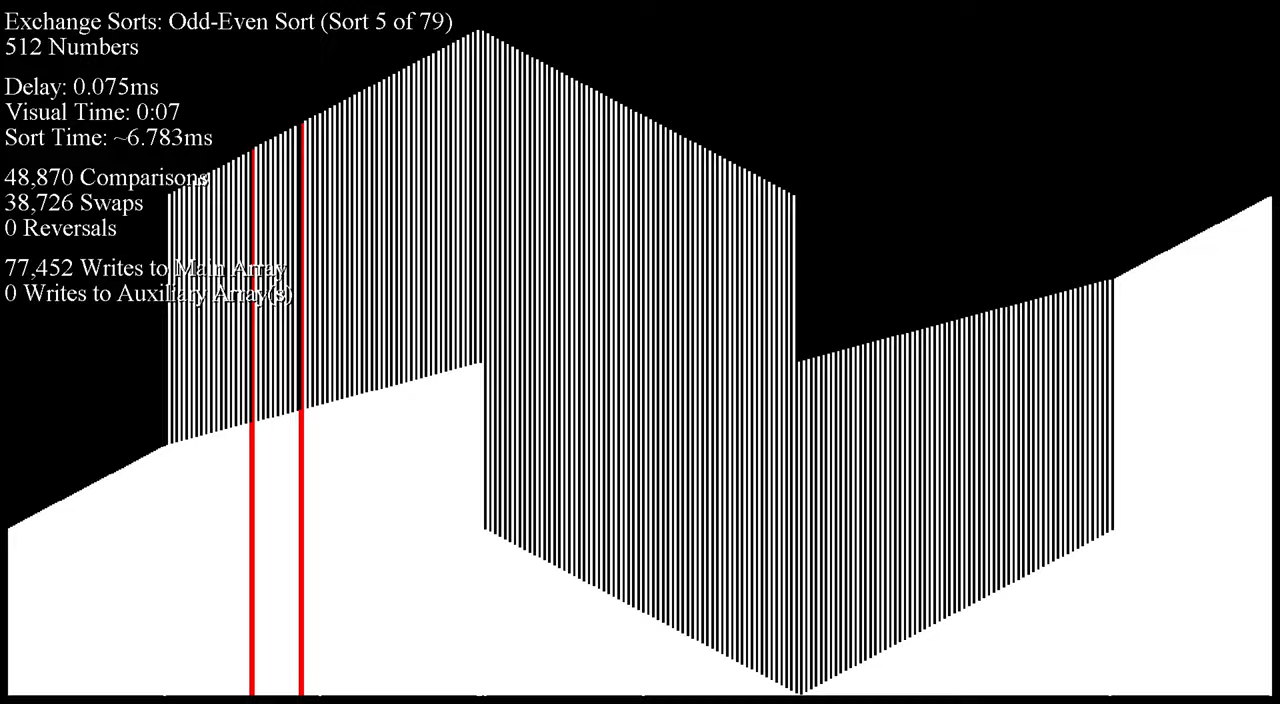 Exchange Sorts: Odd-Even Sort (Sort 5 of 79)
512 Numbers
Delay: 0.075ms
Visual Time: 0:07
Sort Time: ~6.783ms
48,870 Comparisons
38,726 Swaps
0 Reversals
77,452 Writes to Main Array
0 Writes to Auxiliary Array(s)